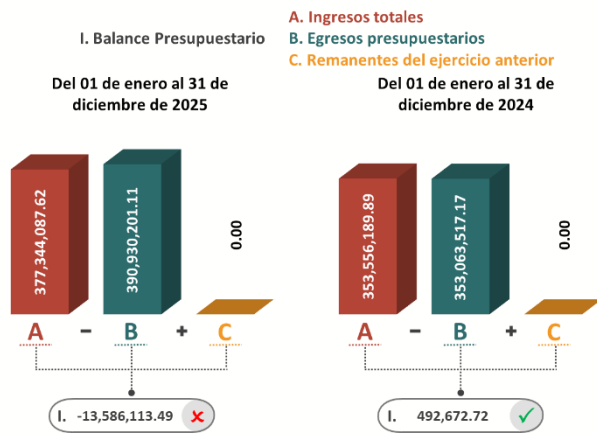 I. Balance Presupuestario
A. Ingresos totales
B. Egresos presupuestarios
C. Remanentes del ejercicio anterior
Del 01 de enero al 31 de
diciembre de 2025
377,344,087.62
390,930,201.11
0.00
A - B + C
I. -13,586,113.49 ✘
Del 01 de enero al 31 de
diciembre de 2024
353,556,189.89
353,063,517.17
0.00
A - B + C
I. 492,672.72 ✓